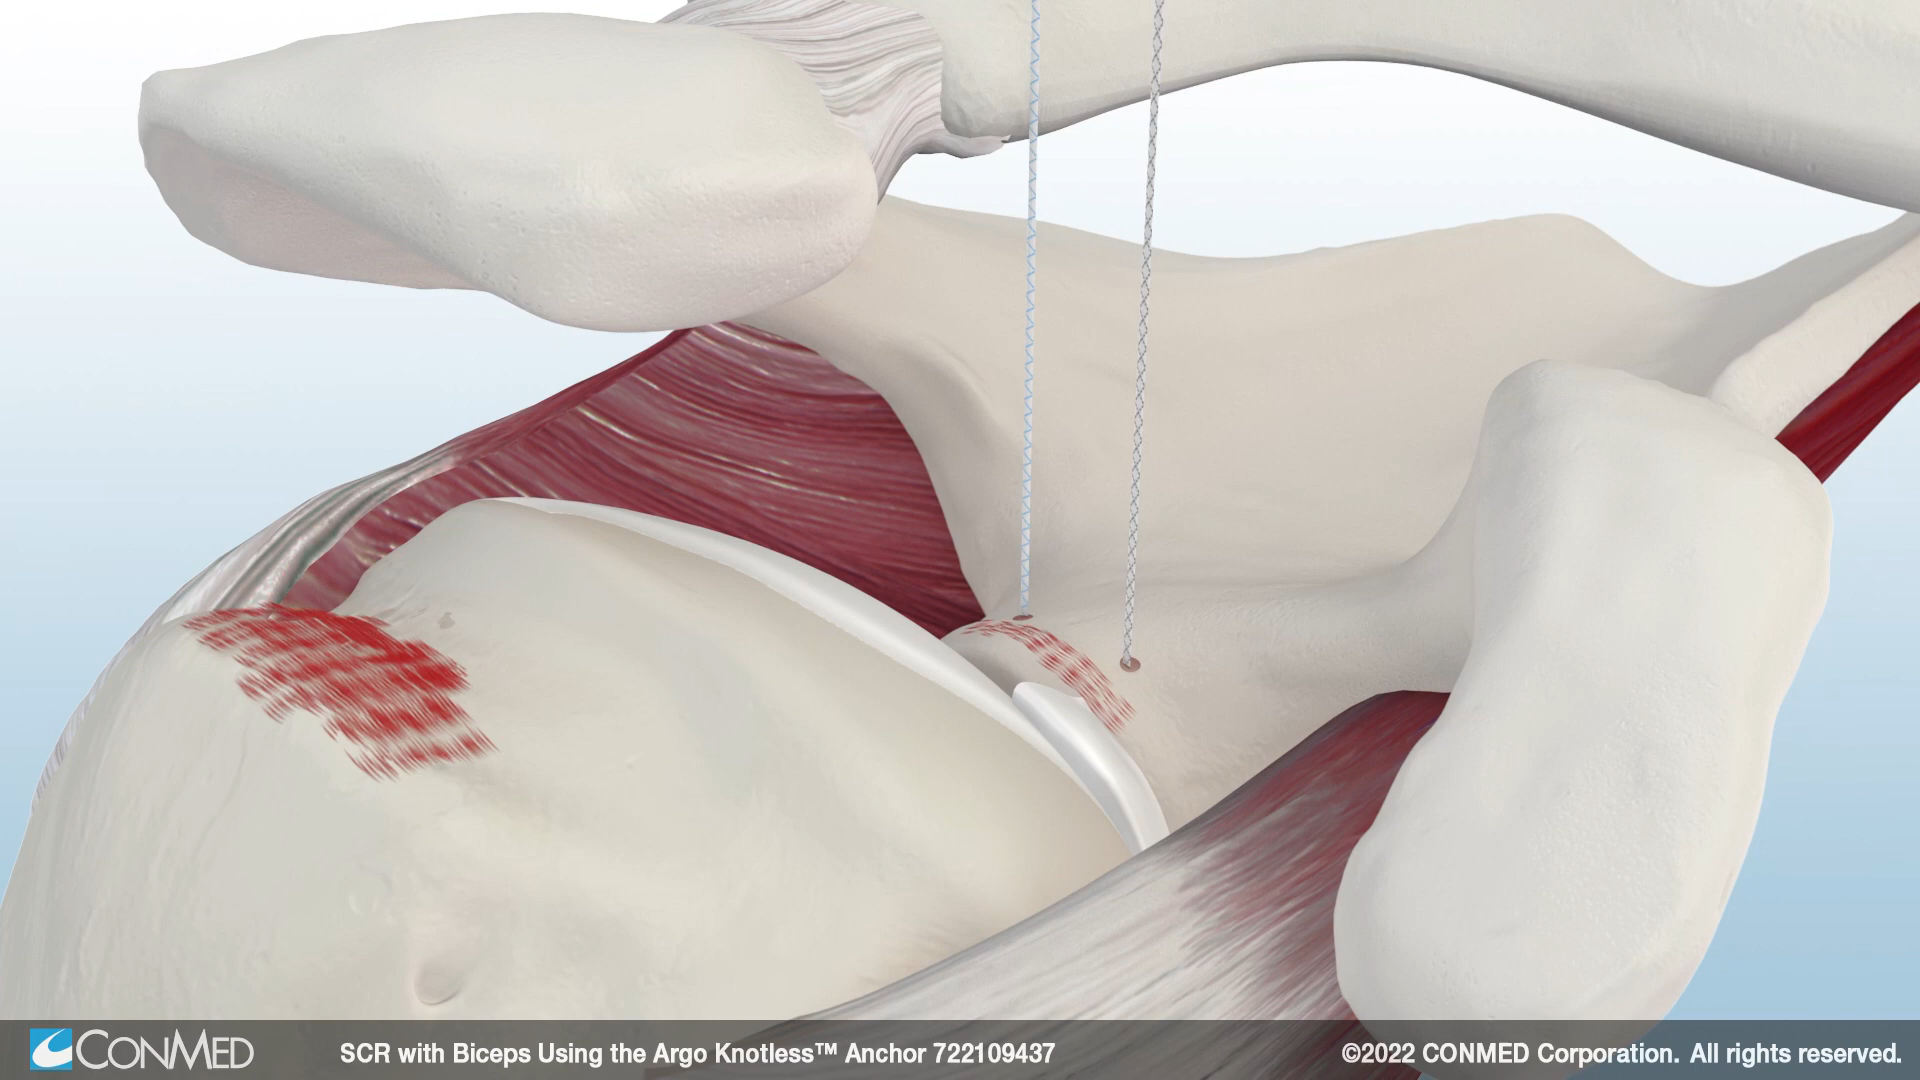 CONMED
SCR with Biceps Using the Argo Knotless™ Anchor 722109437
©2022 CONMED Corporation. All rights reserved.